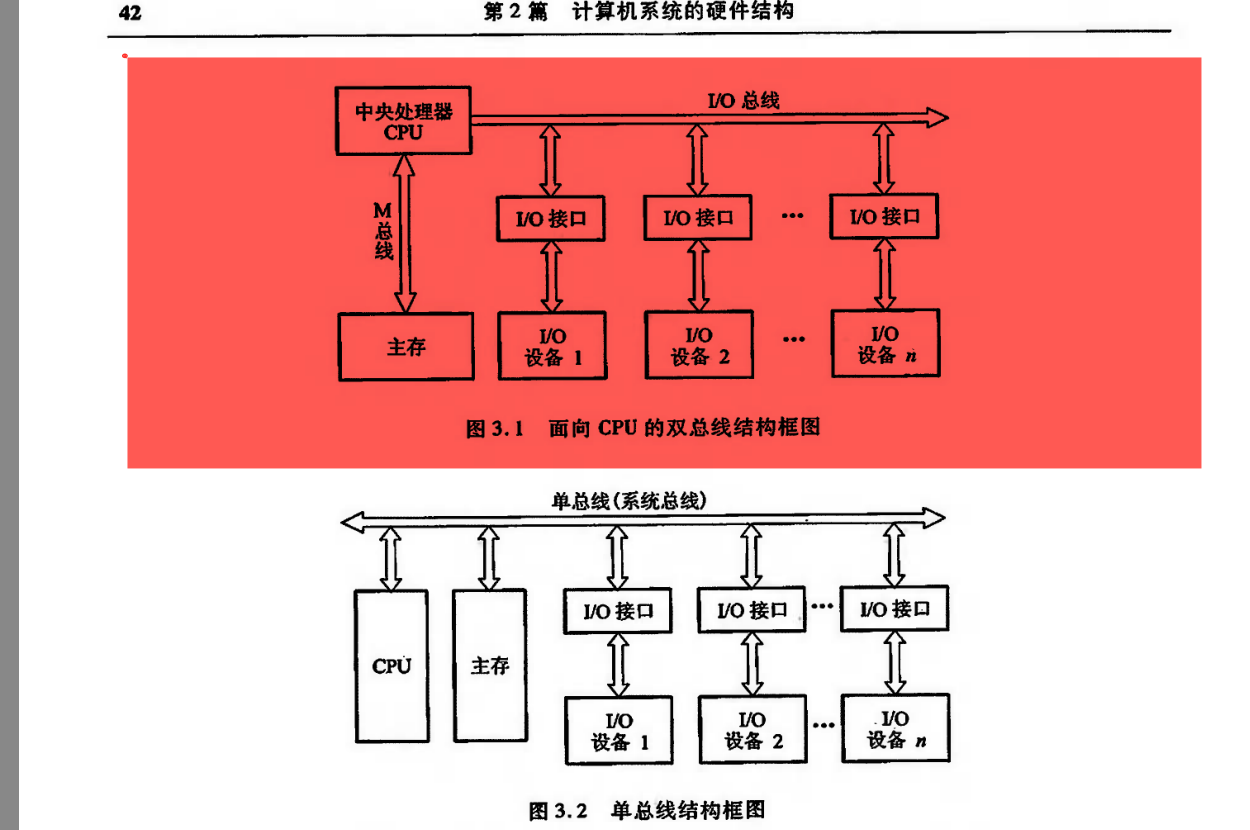 42
第 2 篇 计算机系统的硬件结构
中央处理器
CPU
I/O 总线
M
总
线
I/O 接口 I/O 接口 … I/O 接口
主存
I/O
设备 1
I/O
设备 2
…
I/O
设备 n
图 3.1 面向 CPU 的双总线结构框图
单总线(系统总线)
CPU
主存
I/O 接口 I/O 接口 … I/O 接口
I/O
设备 1
I/O
设备 2
…
I/O
设备 n
图 3.2 单总线结构框图